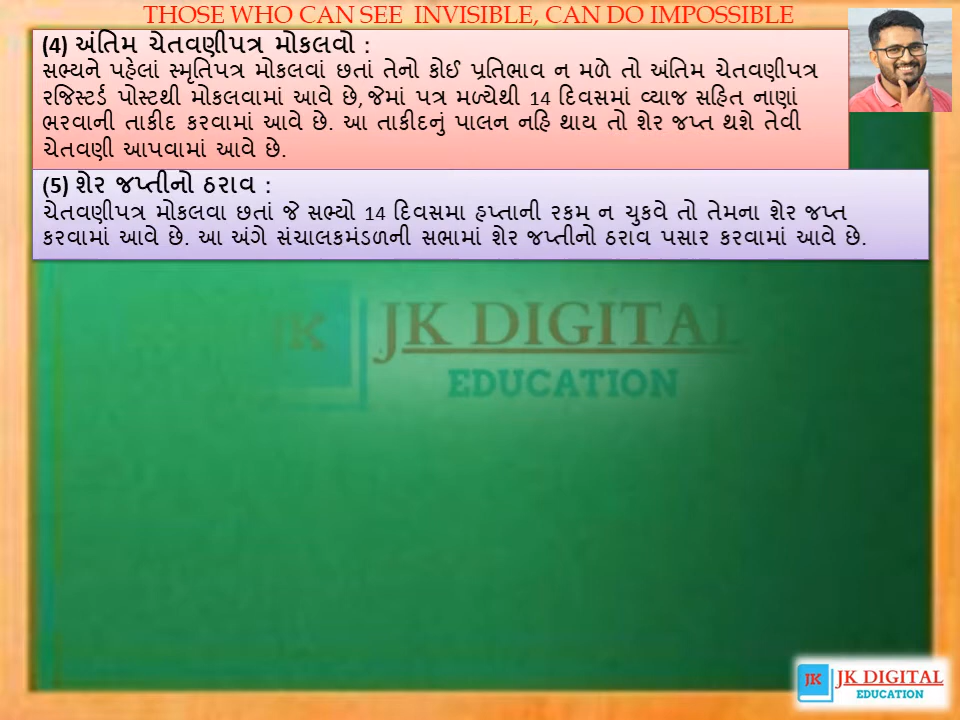 THOSE WHO CAN SEE INVISIBLE, CAN DO IMPOSSIBLE
(4) અંતિમ ચેતવણીપત્ર મોકલવો :
સભ્યને પહેલાં સ્મૃતિપત્ર મોકલવાં છતાં તેનો કોઈ પ્રતિભાવ ન મળે તો અંતિમ ચેતવણીપત્ર
રજિસ્ટર્ડ પોસ્ટથી મોકલવામાં આવે છે, જેમાં પત્ર મળ્યેથી 14 દિવસમાં વ્યાજ સહિત નાણાં
ભરવાની તાકીદ કરવામાં આવે છે. આ તાકીદનું પાલન નહિ થાય તો શેર જપ્ત થશે તેવી
ચેતવણી આપવામાં આવે છે.
(5) શેર જપ્તીનો ઠરાવ :
ચેતવણીપત્ર મોકલવા છતાં જે સભ્યો 14 દિવસમા હપ્તાની રકમ ન ચુકવે તો તેમના શેર જપ્ત
કરવામાં આવે છે. આ અંગે સંચાલકમંડળની સભામાં શેર જપ્તીનો ઠરાવ પસાર કરવામાં આવે છે.
JK JK DIGITAL
EDUCATION
JK JK DIGITAL
EDUCATION